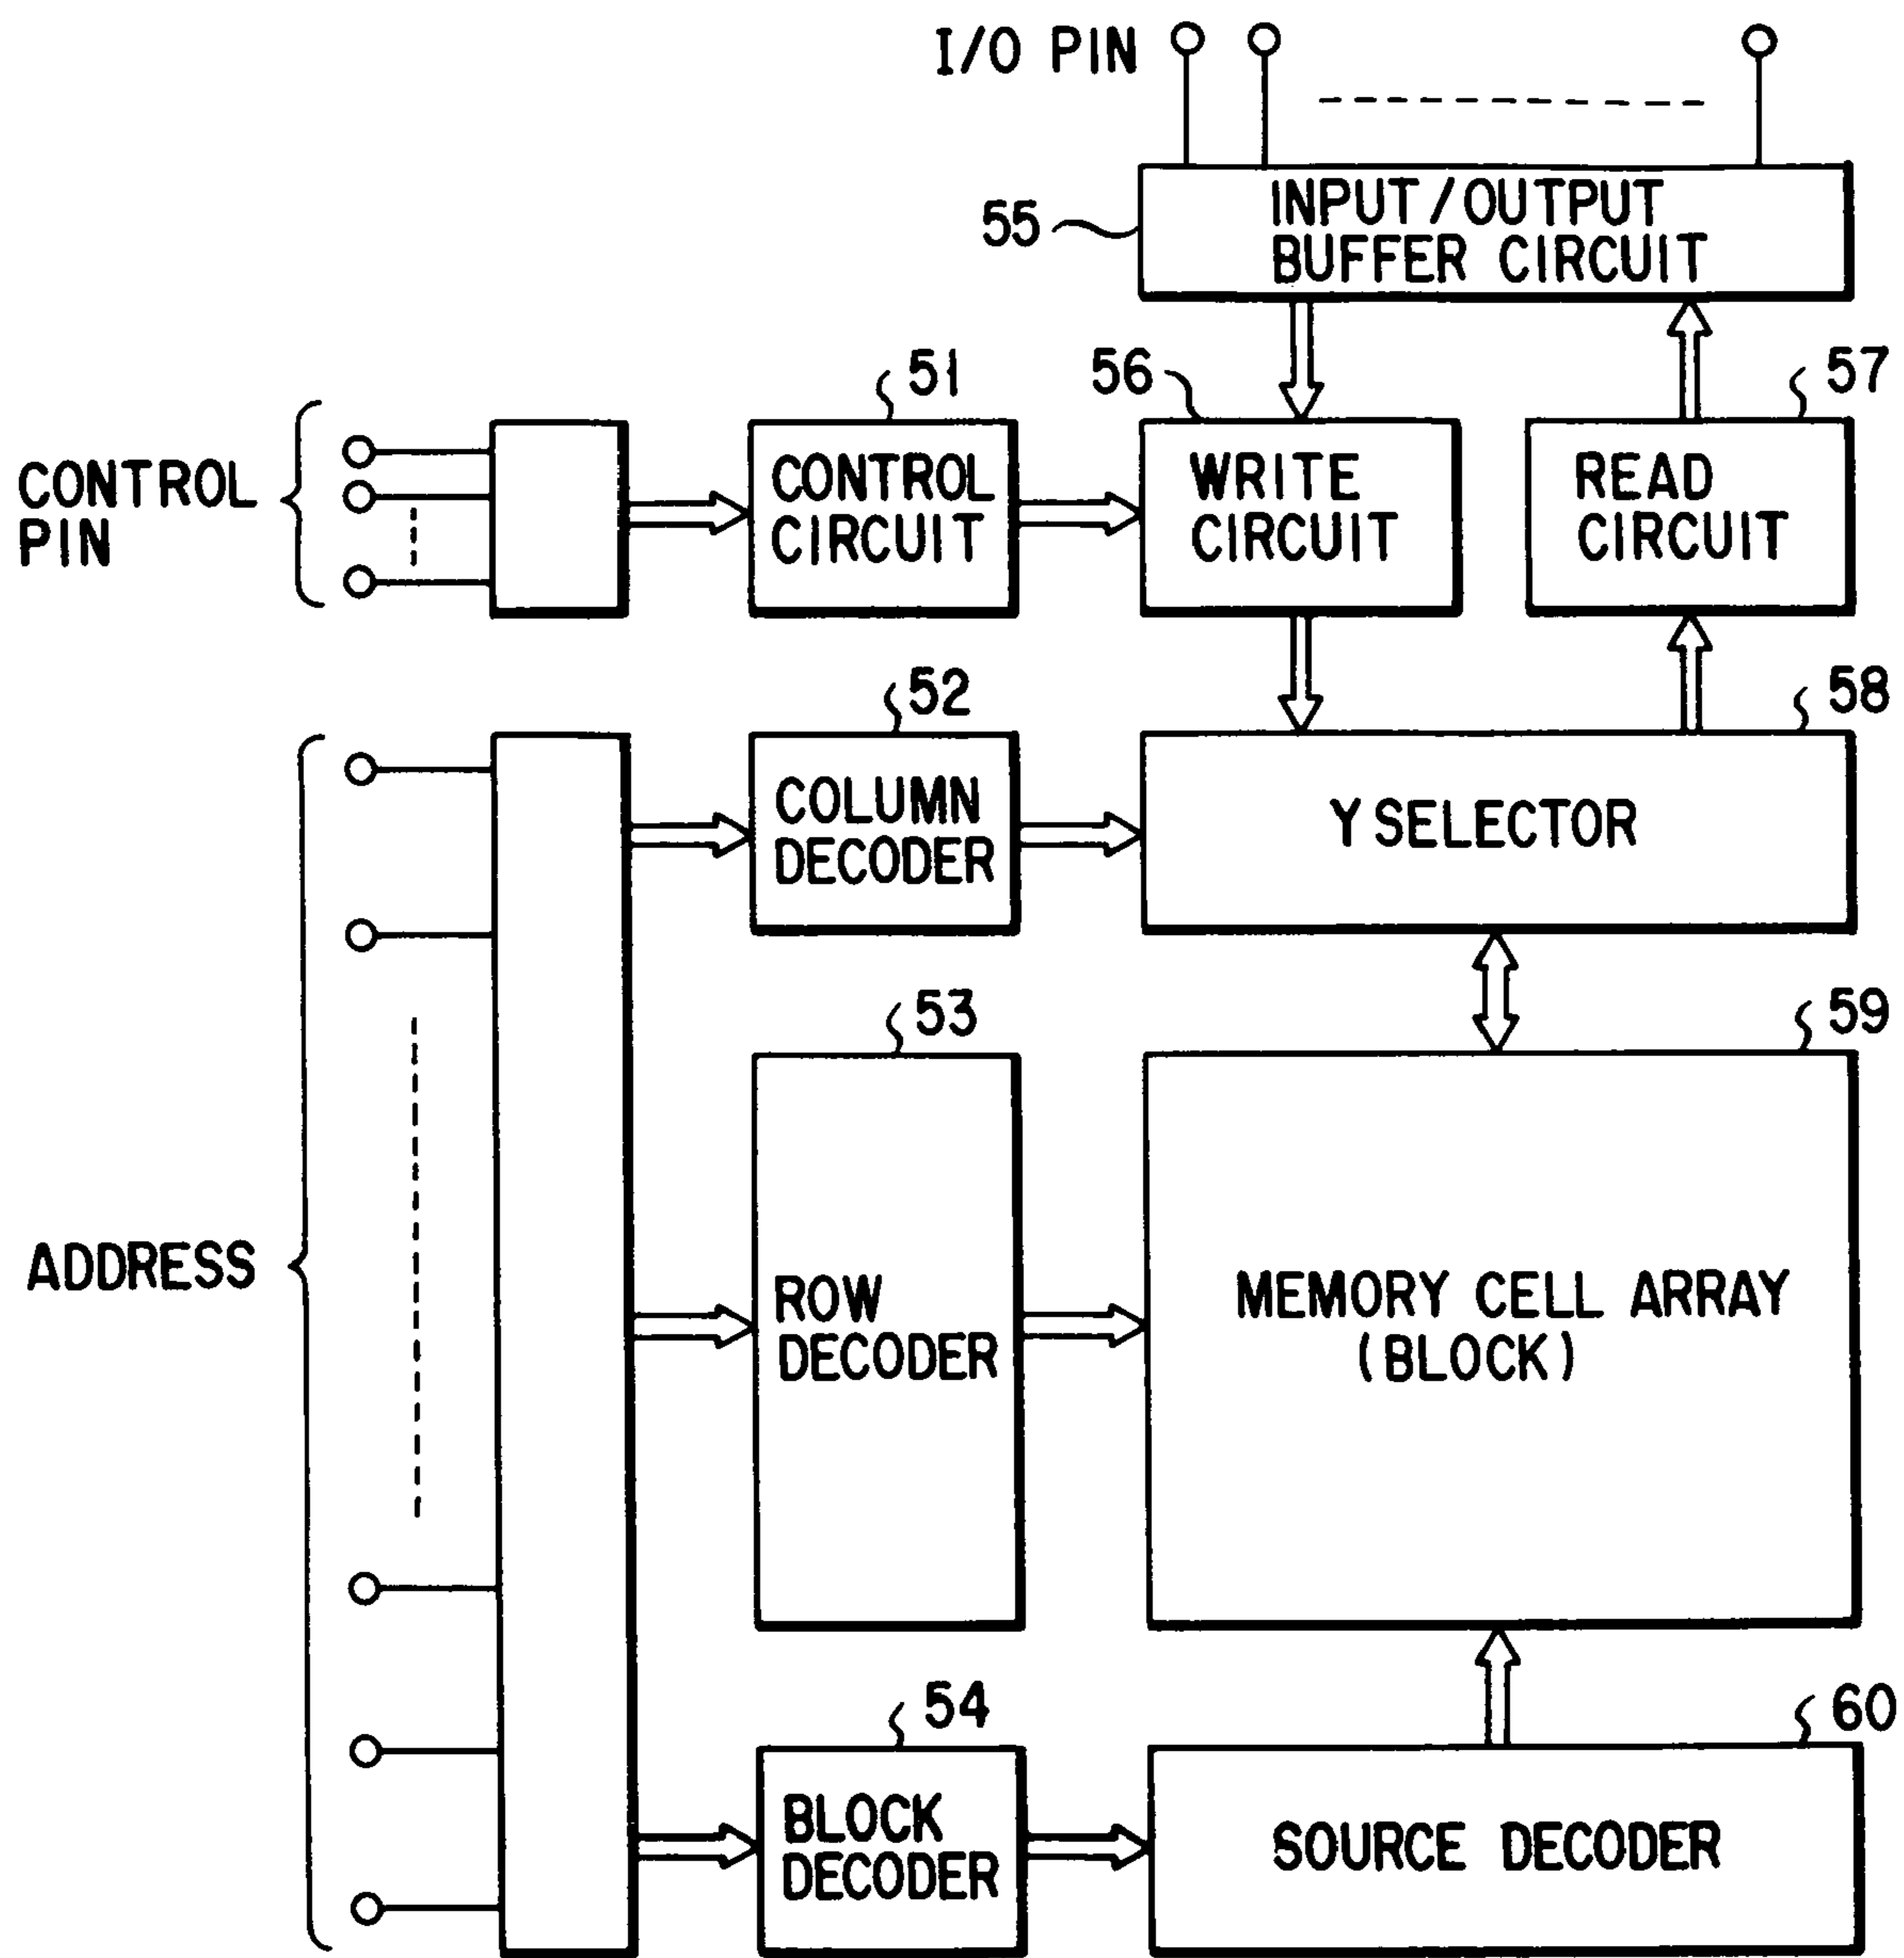 I/O PIN
55
INPUT/OUTPUT
BUFFER CIRCUIT
51
56
57
CONTROL
PIN
CONTROL
CIRCUIT
WRITE
CIRCUIT
READ
CIRCUIT
52
58
COLUMN
DECODER
Y SELECTOR
53
59
ADDRESS
ROW
DECODER
MEMORY CELL ARRAY
(BLOCK)
54
60
BLOCK
DECODER
SOURCE DECODER